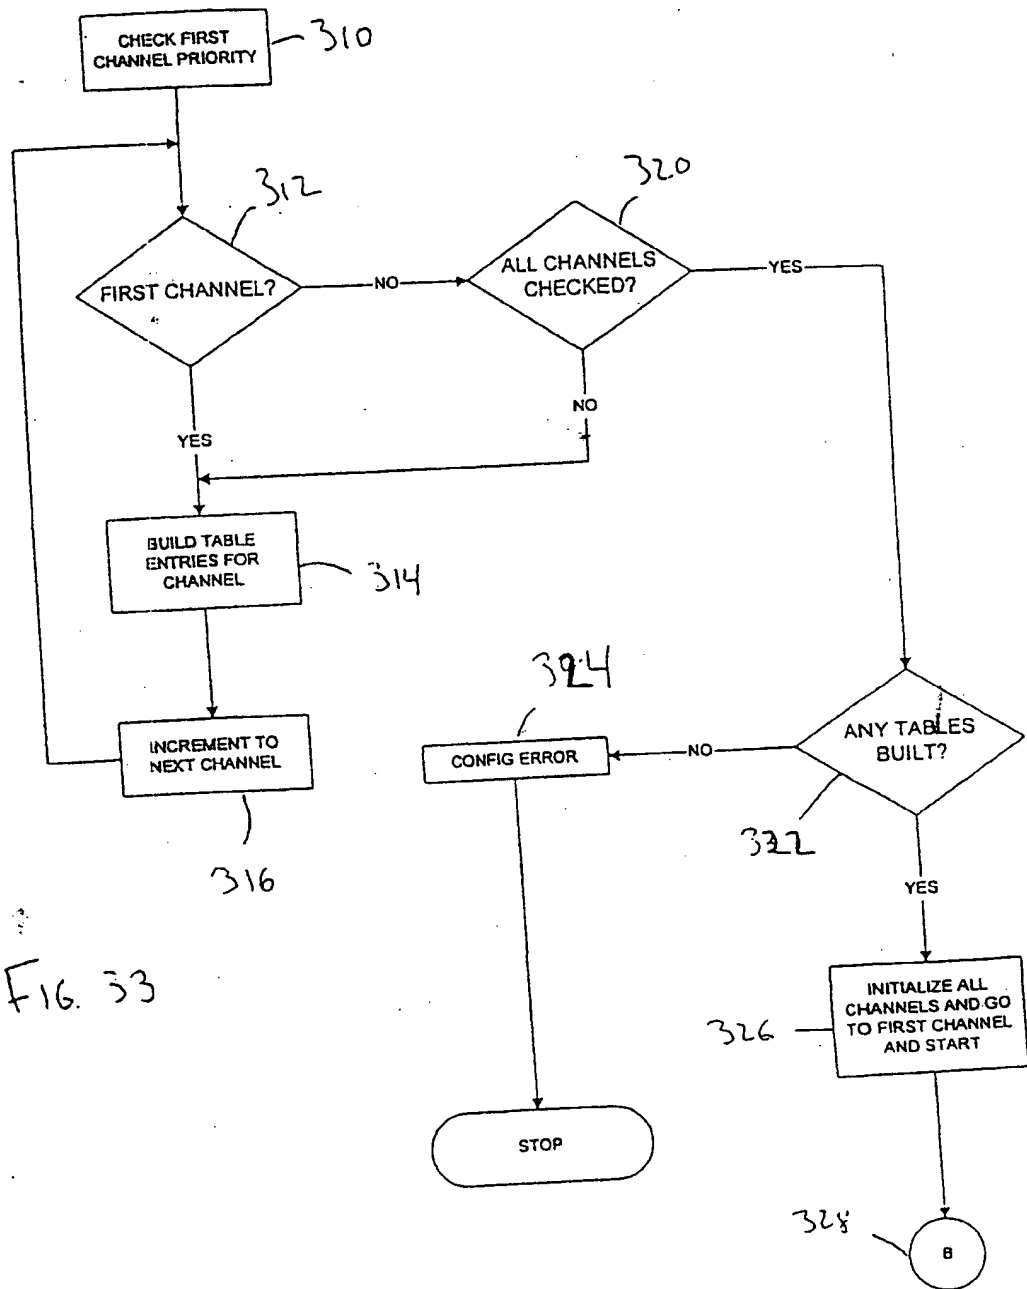 CHECK FIRST
CHANNEL PRIORITY
310
312
320
FIRST CHANNEL?
NO
ALL CHANNELS
CHECKED?
YES
NO
YES
BUILD TABLE
ENTRIES FOR
CHANNEL
314
324
INCREMENT TO
NEXT CHANNEL
316
CONFIG ERROR
NO
ANY TABLES
BUILT?
322
YES
FIG. 33
INITIALIZE ALL
CHANNELS AND GO
TO FIRST CHANNEL
AND START
326
STOP
328
B